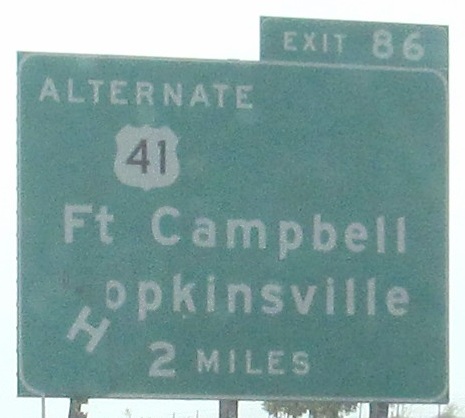 EXIT 86
ALTERNATE
41
Ft Campbell
Hopkinsville
2 MILES